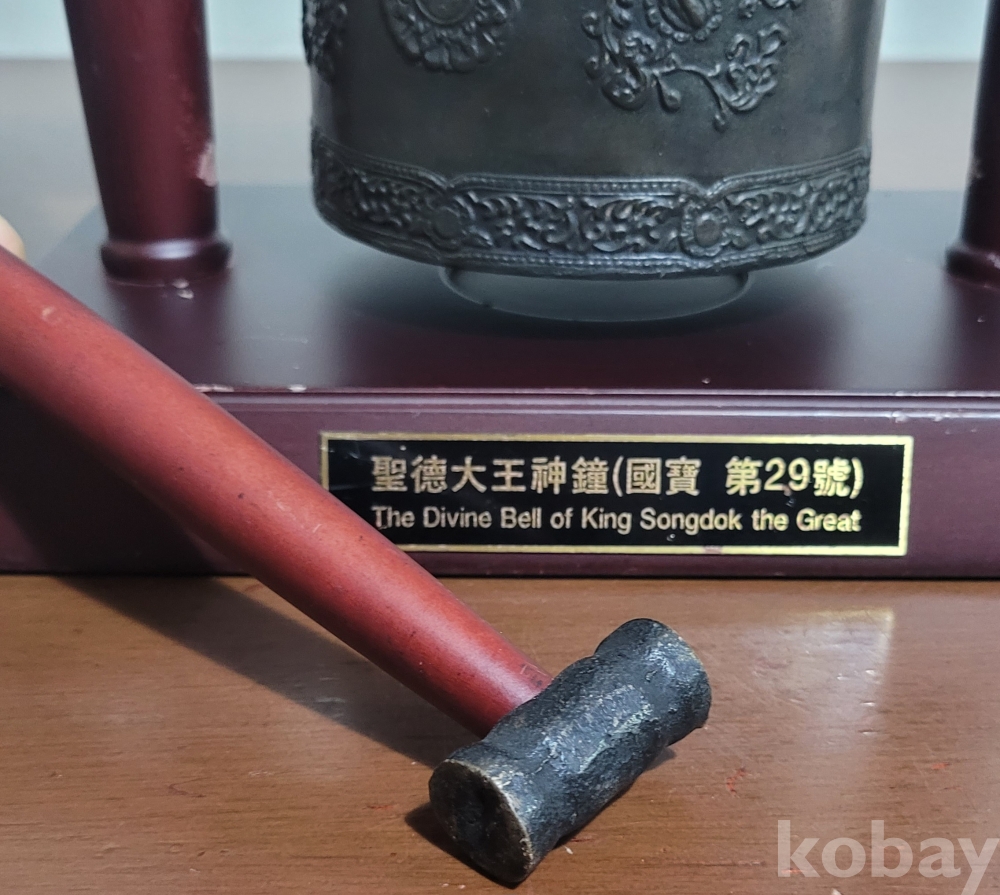 聖德大王神鐘(國寶 第29號)
The Divine Bell of King Songdok the Great
kobay